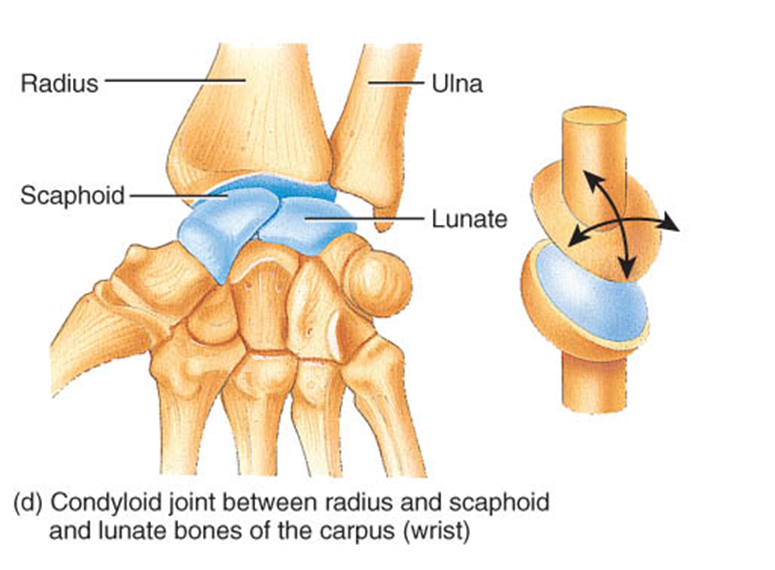 Radius
Ulna
Scaphoid
Lunate
(d) Condyloid joint between radius and scaphoid
and lunate bones of the carpus (wrist)